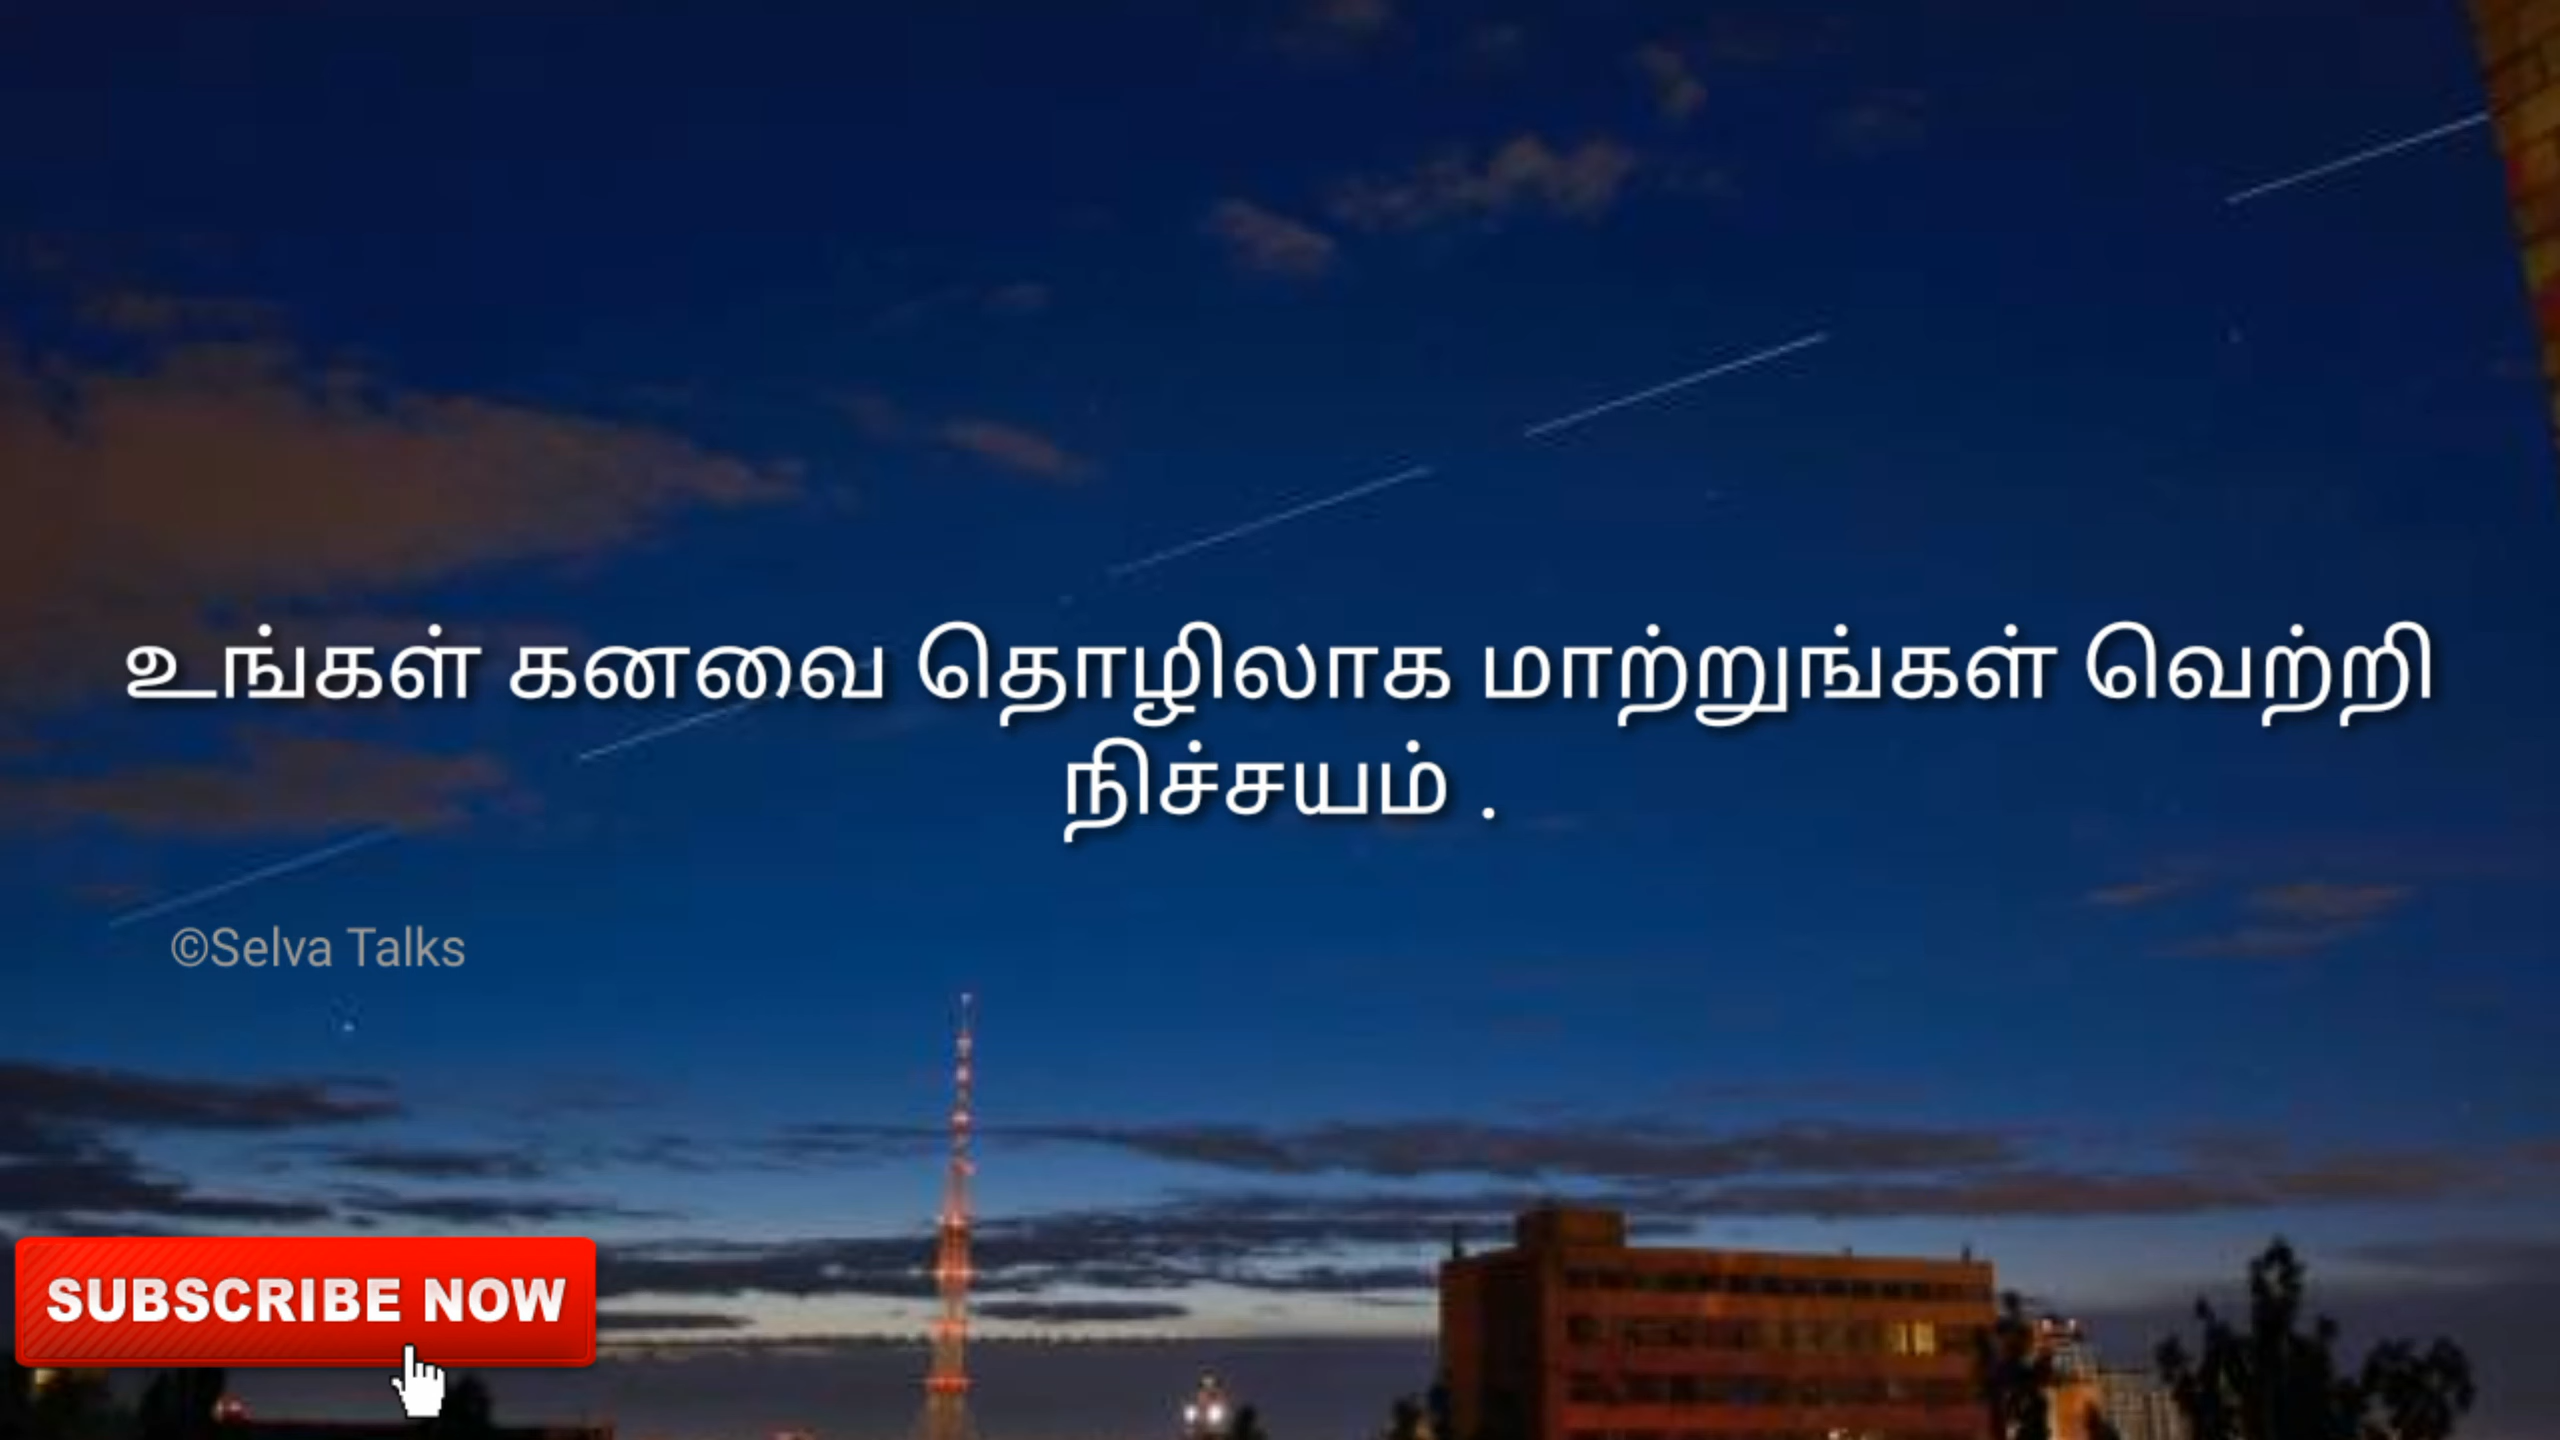 உங்கள் கனவை தொழிலாக மாற்றுங்கள் வெற்றி
நிச்சயம் .
©Selva Talks
SUBSCRIBE NOW